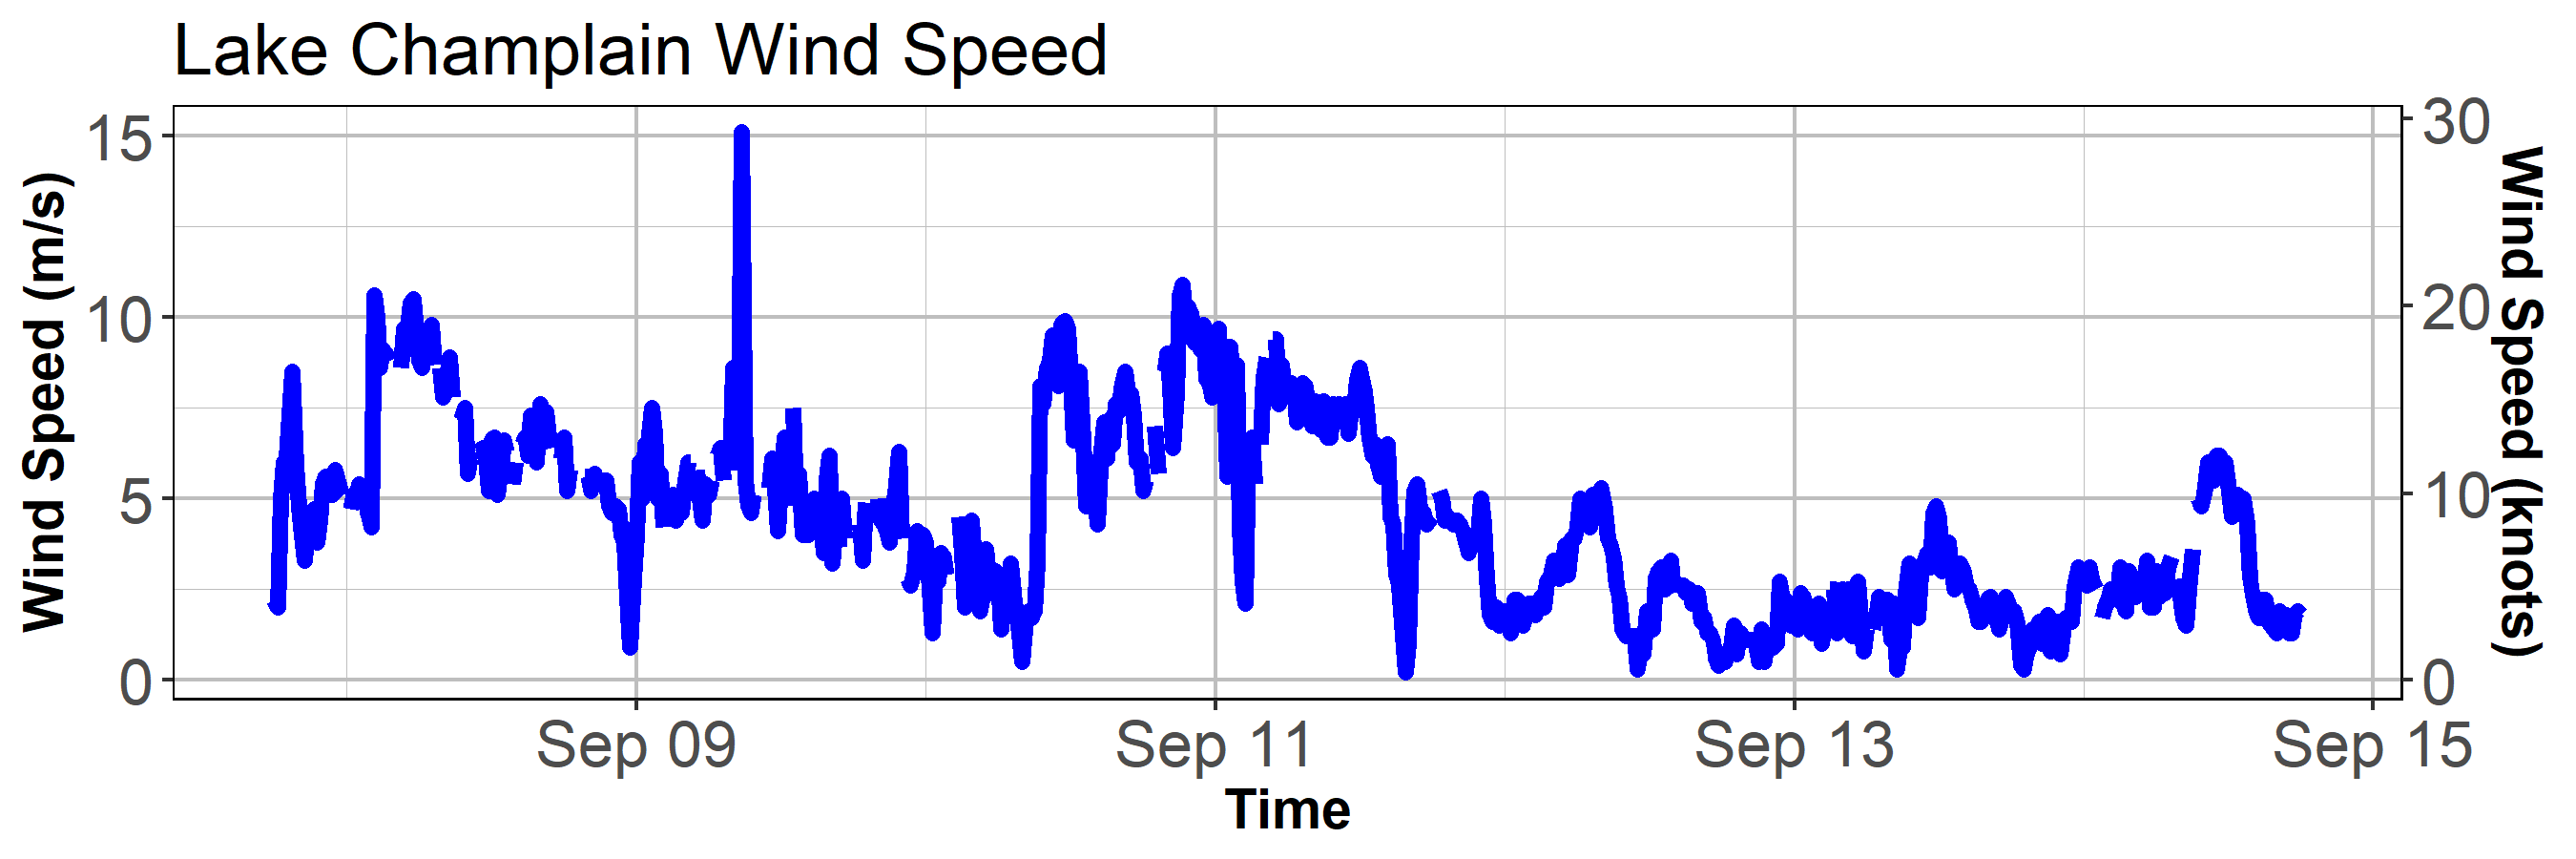 Lake Champlain Wind Speed
Wind Speed (m/s)
15
10
5
0
30
20
10
0
Wind Speed (knots)
Sep 09
Sep 11
Sep 13
Sep 15
Time